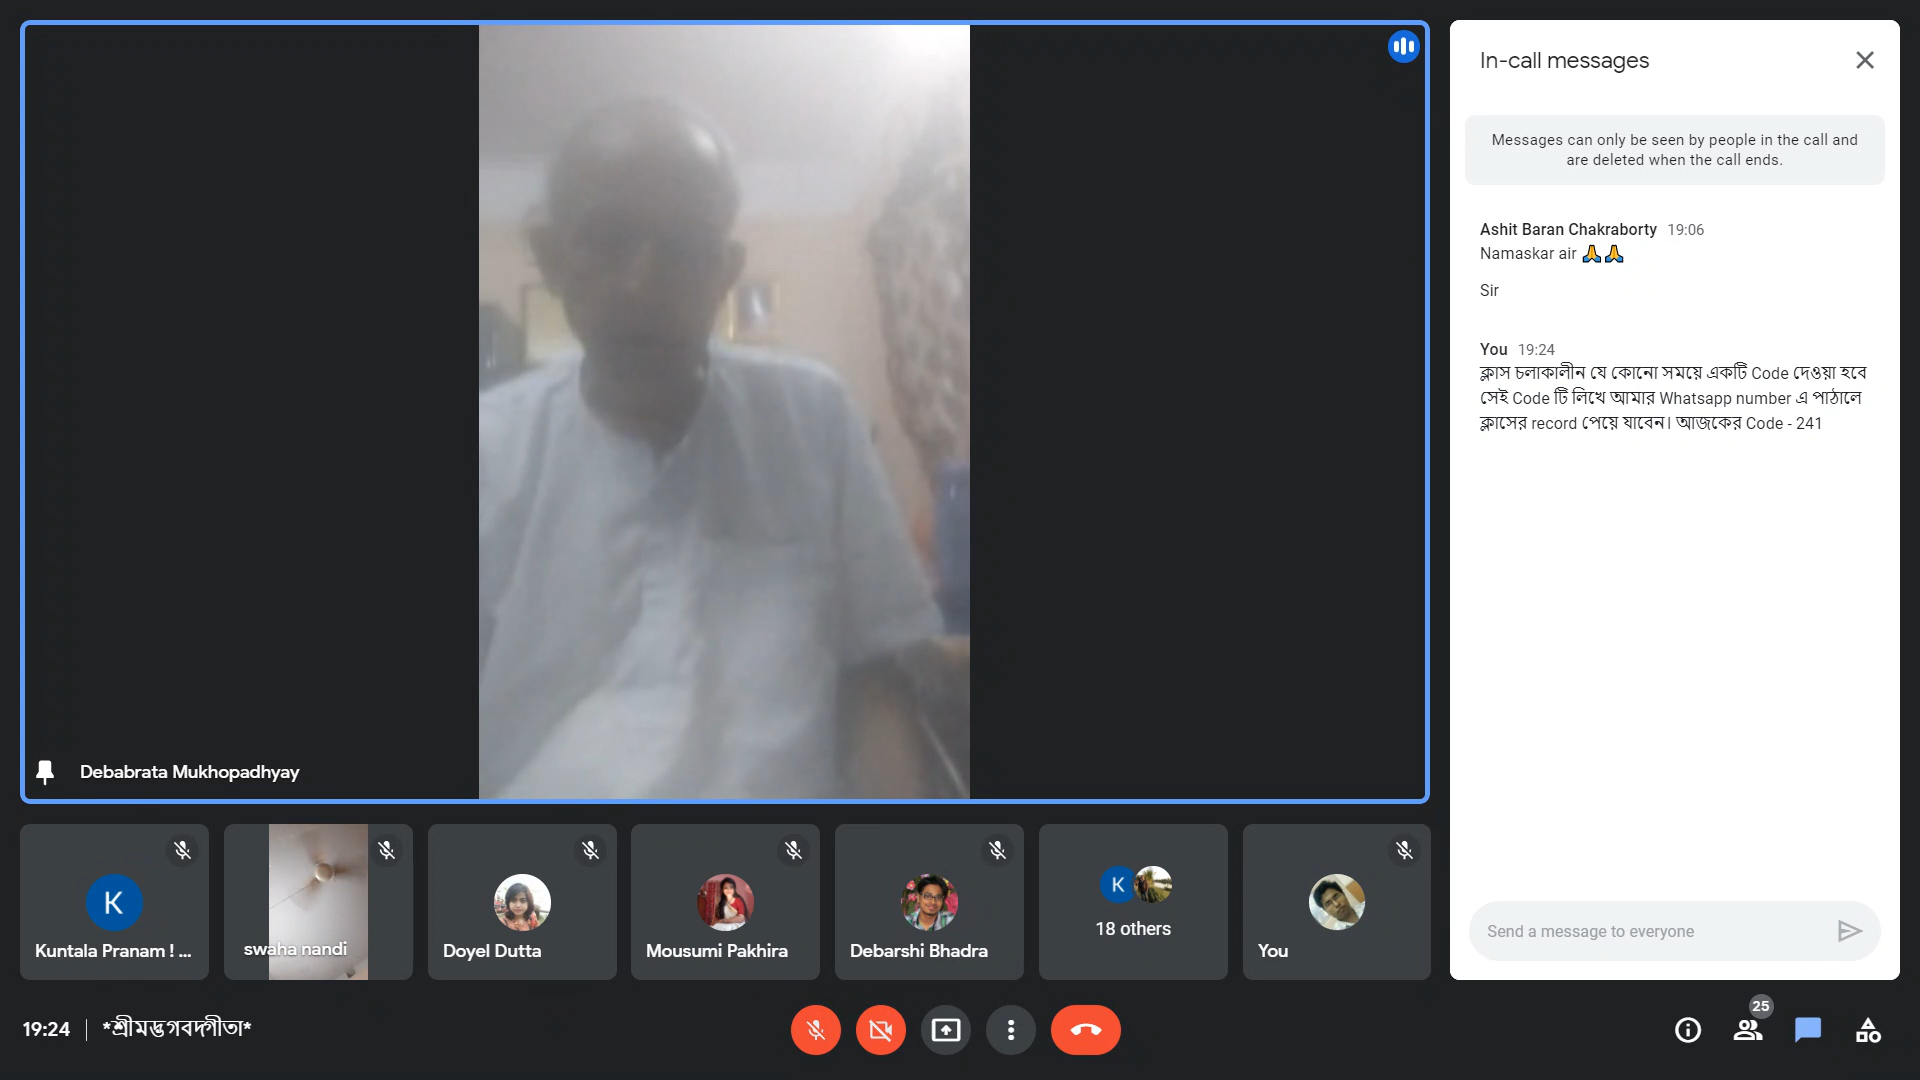 In-call messages
Messages can only be seen by people in the call and
are deleted when the call ends.
Ashit Baran Chakraborty 19:06
Namaskar air 🙏🙏
Sir
You 19:24
ক্লাস চলাকালীন যে কোনো সময়ে একটি Code দেওয়া হবে
সেই Code টি লিখে আমার Whatsapp number এ পাঠালে
ক্লাসের record পেয়ে যাবেন। আজকের Code - 241
Send a message to everyone
Debabrata Mukhopadhyay
K
Kuntala Pranam ! ...
swaha nandi
Doyel Dutta
Mousumi Pakhira
Debarshi Bhadra
K
18 others
You
19:24 | *শ্রীমদ্ভগবদ্গীতা*
25